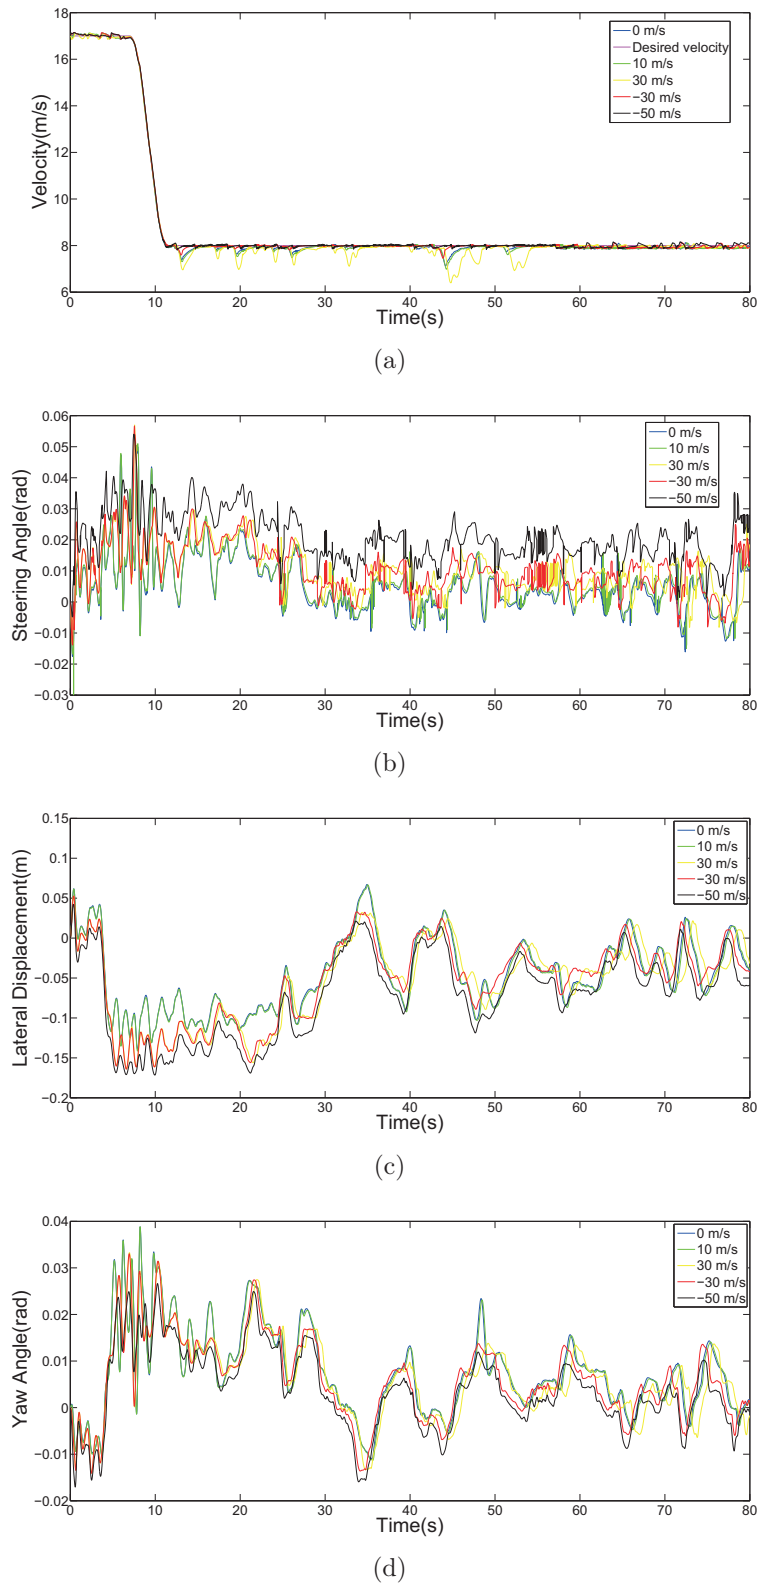 18
16
14
12
10
8
6
Velocity(m/s)
0 m/s
Desired velocity
10 m/s
30 m/s
−30 m/s
−50 m/s
0 10 20 30 40 50 60 70 80
Time(s)
(a)
0.06
0.05
0.04
0.03
0.02
0.01
0
−0.01
−0.02
−0.03
Steering Angle(rad)
0 m/s
10 m/s
30 m/s
−30 m/s
−50 m/s
0 10 20 30 40 50 60 70 80
Time(s)
(b)
0.15
0.1
0.05
0
−0.05
−0.1
−0.15
−0.2
Lateral Displacement(m)
0 m/s
10 m/s
30 m/s
−30 m/s
−50 m/s
0 10 20 30 40 50 60 70 80
Time(s)
(c)
0.04
0.03
0.02
0.01
0
−0.01
−0.02
Yaw Angle(rad)
0 m/s
10 m/s
30 m/s
−30 m/s
−50 m/s
0 10 20 30 40 50 60 70 80
Time(s)
(d)